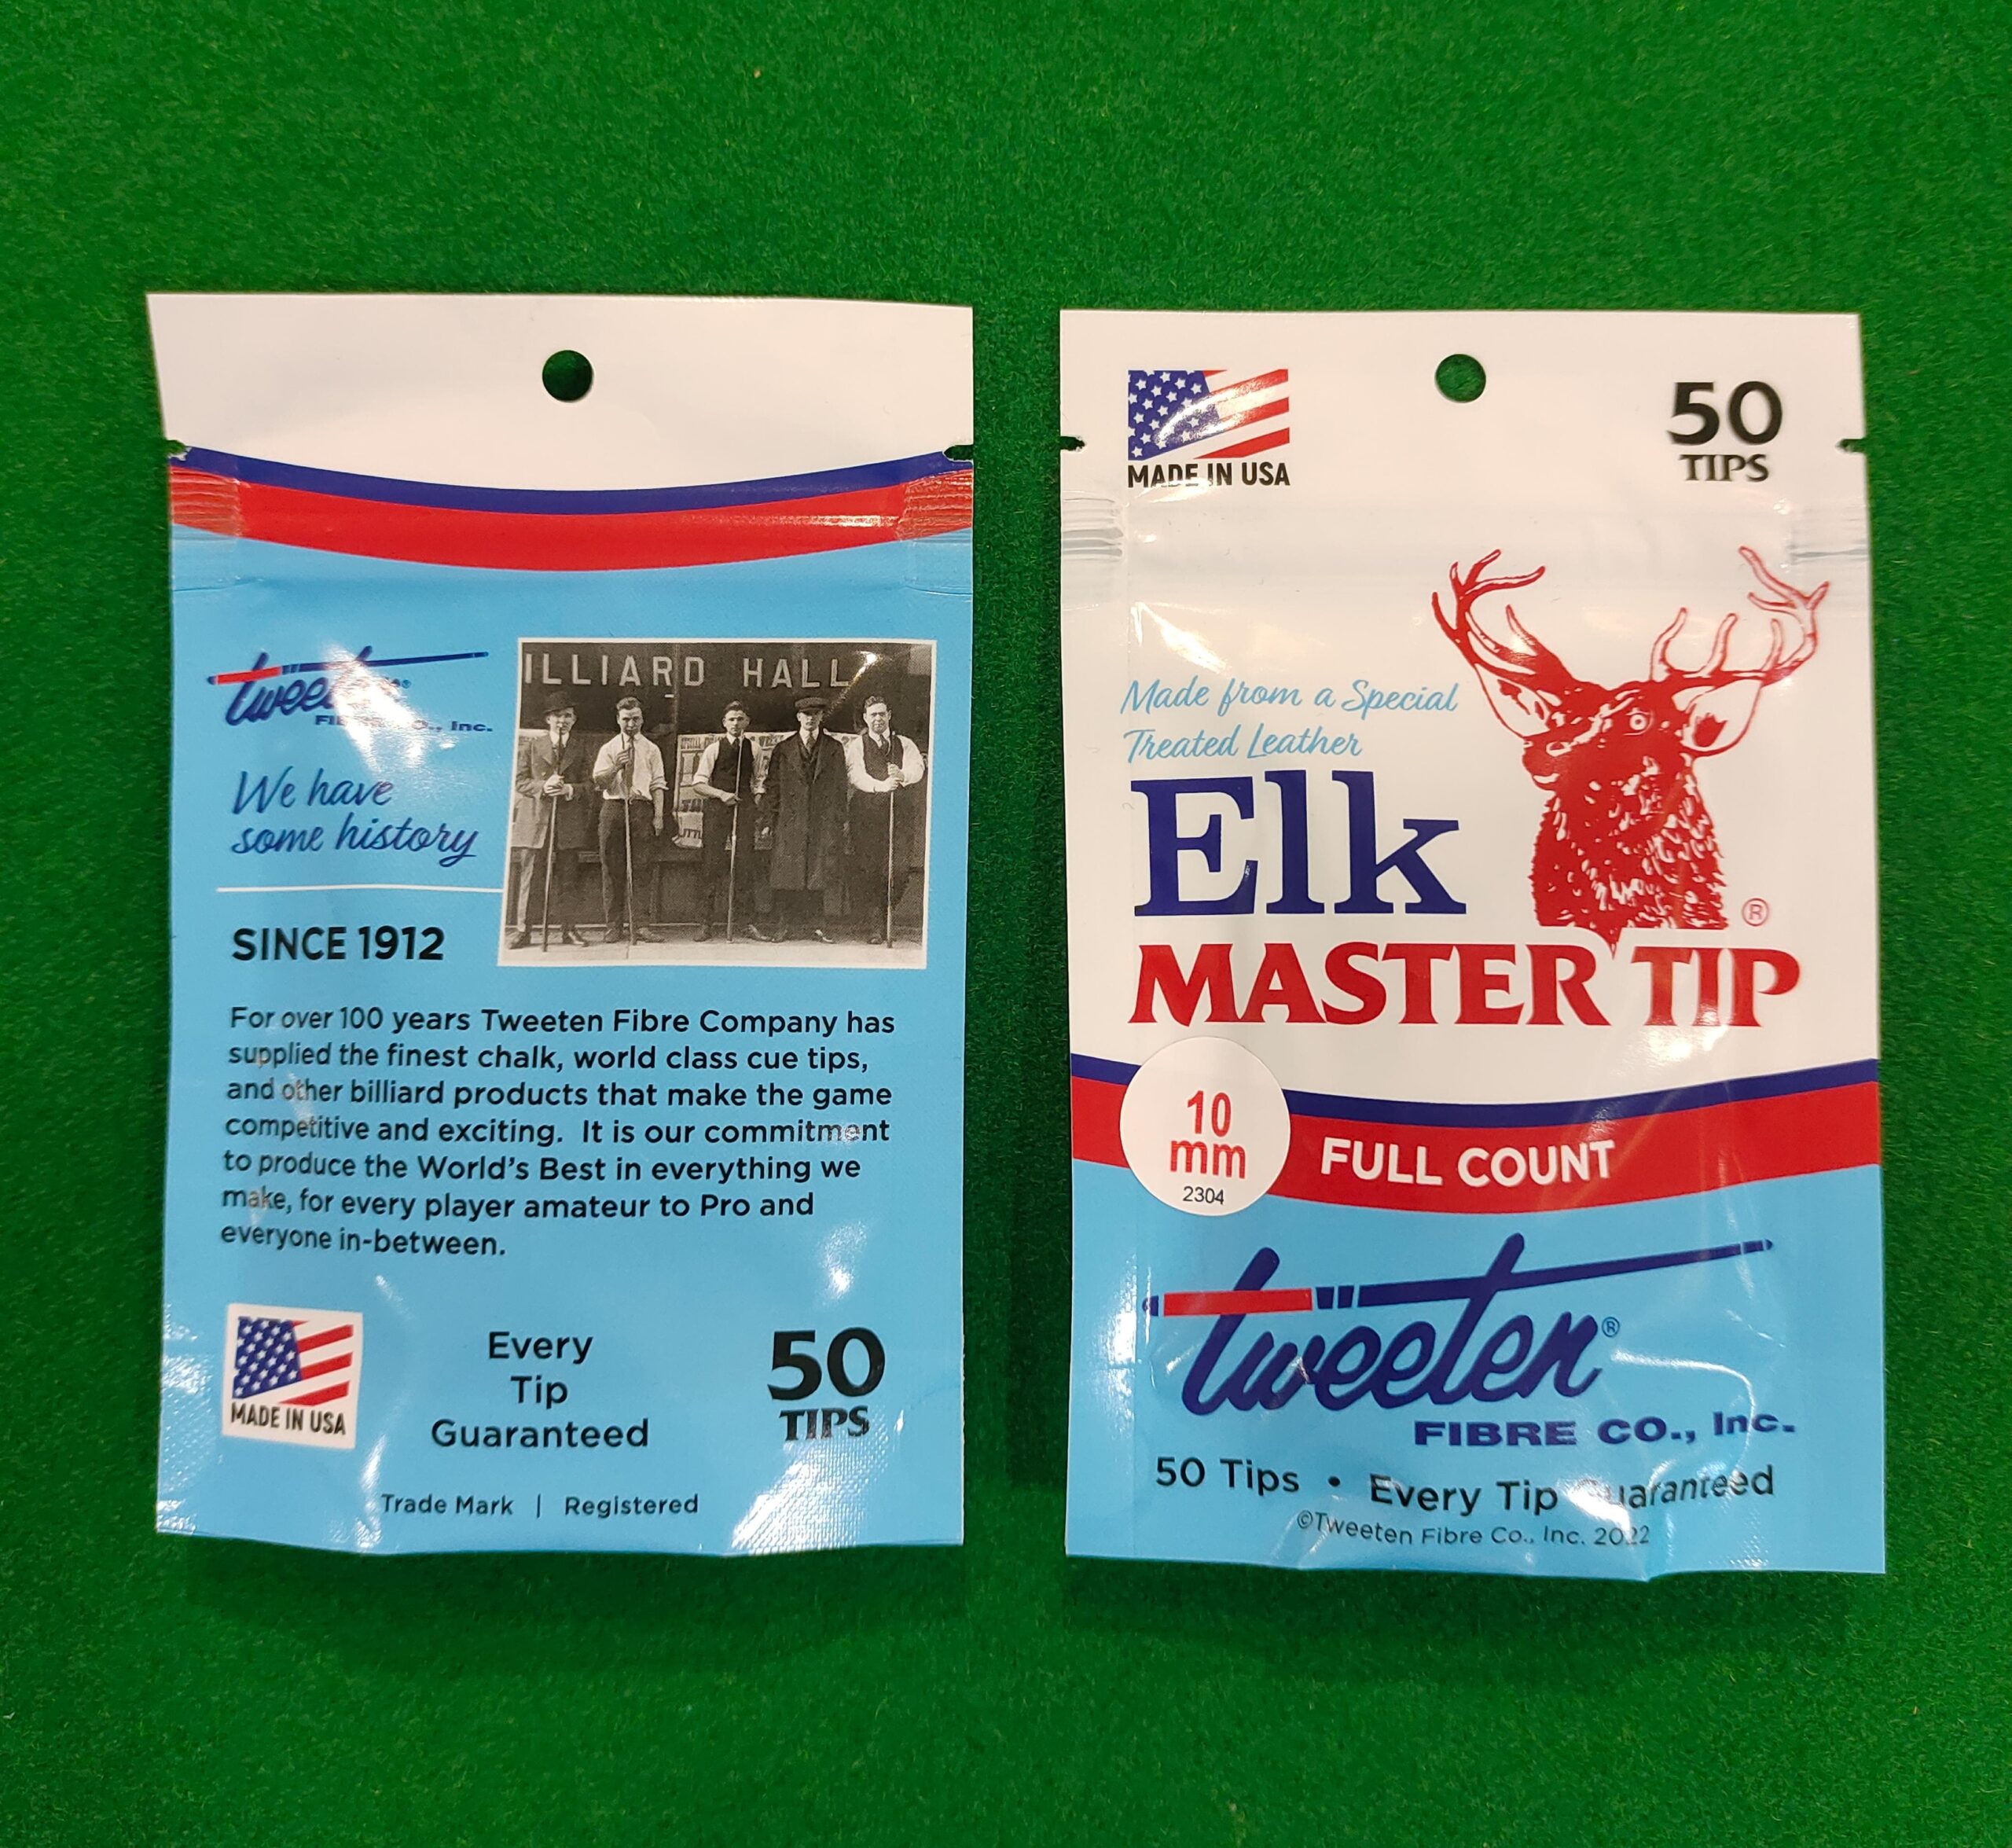 tweeten
FIBRE CO., Inc.
We have
some history
SINCE 1912
ILLIARD HALL
For over 100 years Tweeten Fibre Company has
supplied the finest chalk, world class cue tips,
and other billiard products that make the game
competitive and exciting. It is our commitment
to produce the World's Best in everything we
make, for every player amateur to Pro and
everyone in-between.
MADE IN USA
Every
Tip
Guaranteed
50
TIPS
Trade Mark | Registered
MADE IN USA
50
TIPS
Made from a Special
Treated Leather
Elk
®
MASTER TIP
10
mm
2304
FULL COUNT
tweeten®
FIBRE CO., Inc.
50 Tips • Every Tip Guaranteed
©Tweeten Fibre Co., Inc. 2022